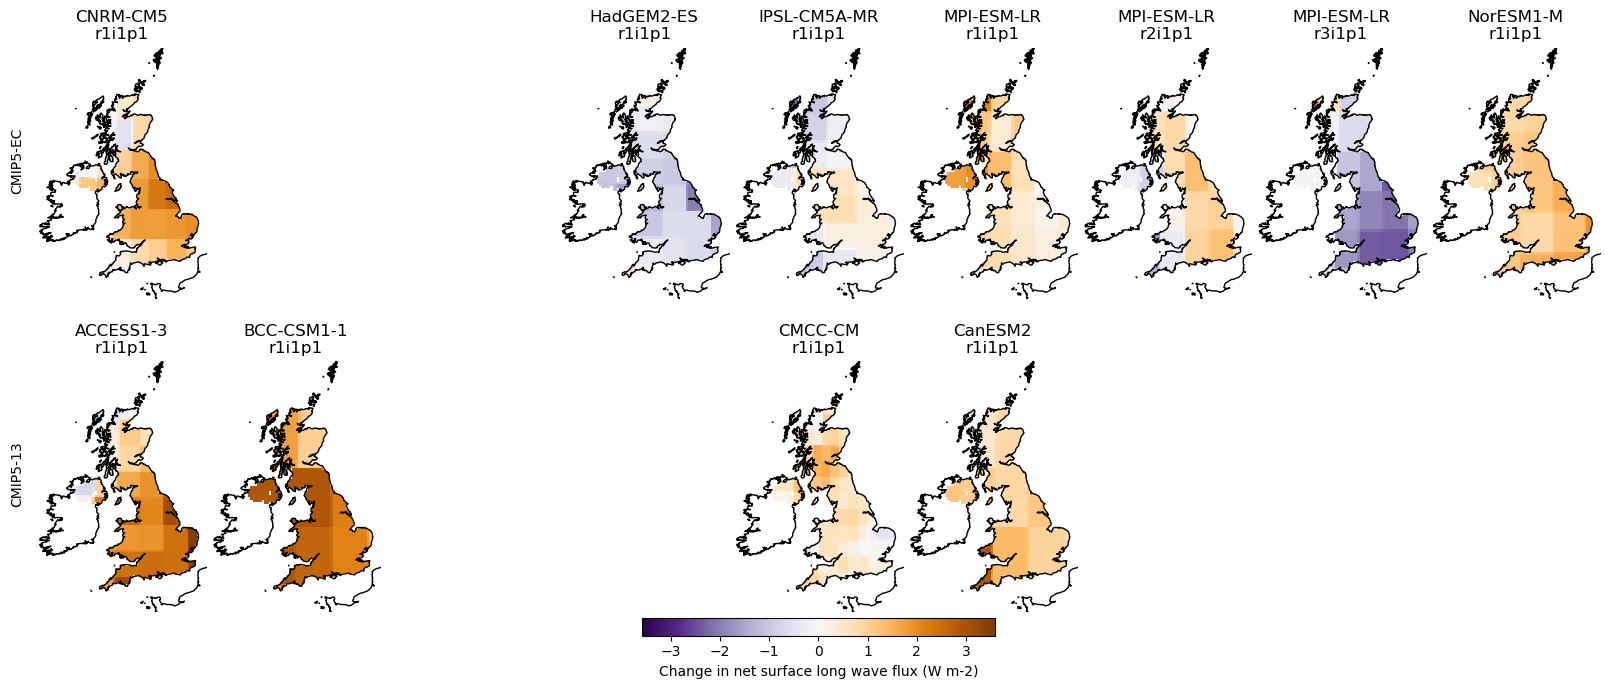 CNRM-CM5
r1i1p1
HadGEM2-ES
r1i1p1
IPSL-CM5A-MR
r1i1p1
MPI-ESM-LR
r1i1p1
MPI-ESM-LR
r2i1p1
MPI-ESM-LR
r3i1p1
NorESM1-M
r1i1p1
CMIP5-EC
ACCESS1-3
r1i1p1
BCC-CSM1-1
r1i1p1
CMCC-CM
r1i1p1
CanESM2
r1i1p1
CMIP5-13
−3 −2 −1 0 1 2 3
Change in net surface long wave flux (W m-2)